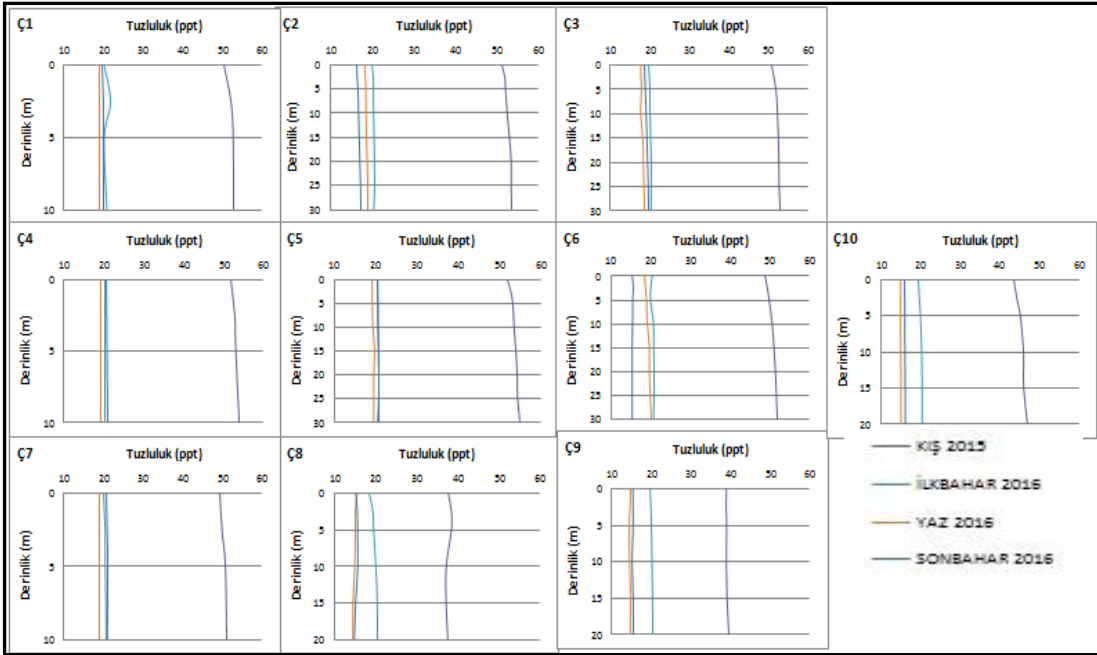 Ç1 Tuzluluk (ppt)
10 20 30 40 50 60
Derinlik (m)
0
5
10
Ç2 Tuzluluk (ppt)
10 20 30 40 50 60
Derinlik (m)
0
5
10
15
20
25
30
Ç3 Tuzluluk (ppt)
10 20 30 40 50 60
Derinlik (m)
0
5
10
15
20
25
30
Ç4 Tuzluluk (ppt)
10 20 30 40 50 60
Derinlik (m)
0
5
10
Ç5 Tuzluluk (ppt)
10 20 30 40 50 60
Derinlik (m)
0
5
10
15
20
25
30
Ç6 Tuzluluk (ppt)
10 20 30 40 50 60
Derinlik (m)
0
5
10
15
20
25
30
Ç10 Tuzluluk (ppt)
10 20 30 40 50 60
Derinlik (m)
0
5
10
15
20
Ç7 Tuzluluk (ppt)
10 20 30 40 50 60
Derinlik (m)
0
5
10
Ç8 Tuzluluk (ppt)
10 20 30 40 50 60
Derinlik (m)
0
5
10
15
20
Ç9 Tuzluluk (ppt)
10 20 30 40 50 60
Derinlik (m)
0
5
10
15
20
KIŞ 2015
İLKBAHAR 2016
YAZ 2016
SONBAHAR 2016